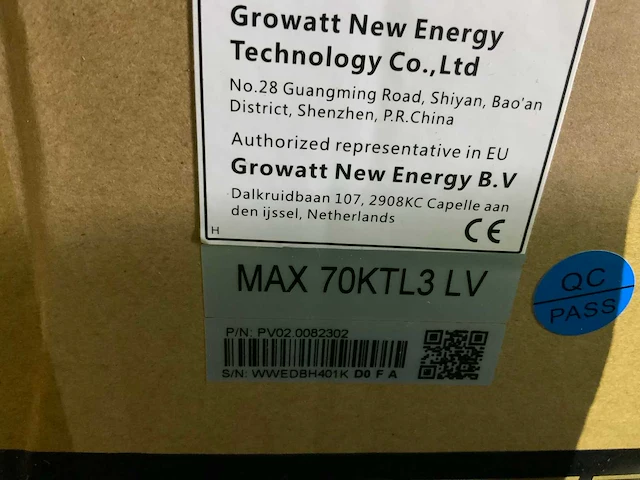 Growatt New Energy
Technology Co.,Ltd
No.28 Guangming Road, Shiyan, Bao'an
District, Shenzhen, P.R.China
Authorized representative in EU
Growatt New Energy B.V
Dalkruidbaan 107, 2908KC Capelle aan
den ijssel, Netherlands
H
CE
MAX 70KTL3 LV
QC
PASS
P/N: PV02.0082302
S/N: WWEDBH401K D0 F A